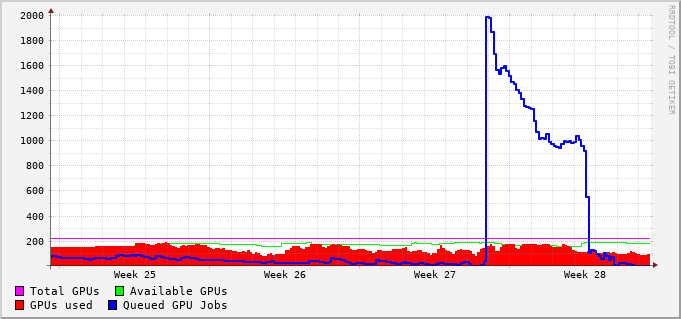 2000
1800
1600
1400
1200
1000
800
600
400
200
Week 25 Week 26 Week 27 Week 28
Total GPUs Available GPUs
GPUs used Queued GPU Jobs
RRDTOOL / TOBI OETIKER